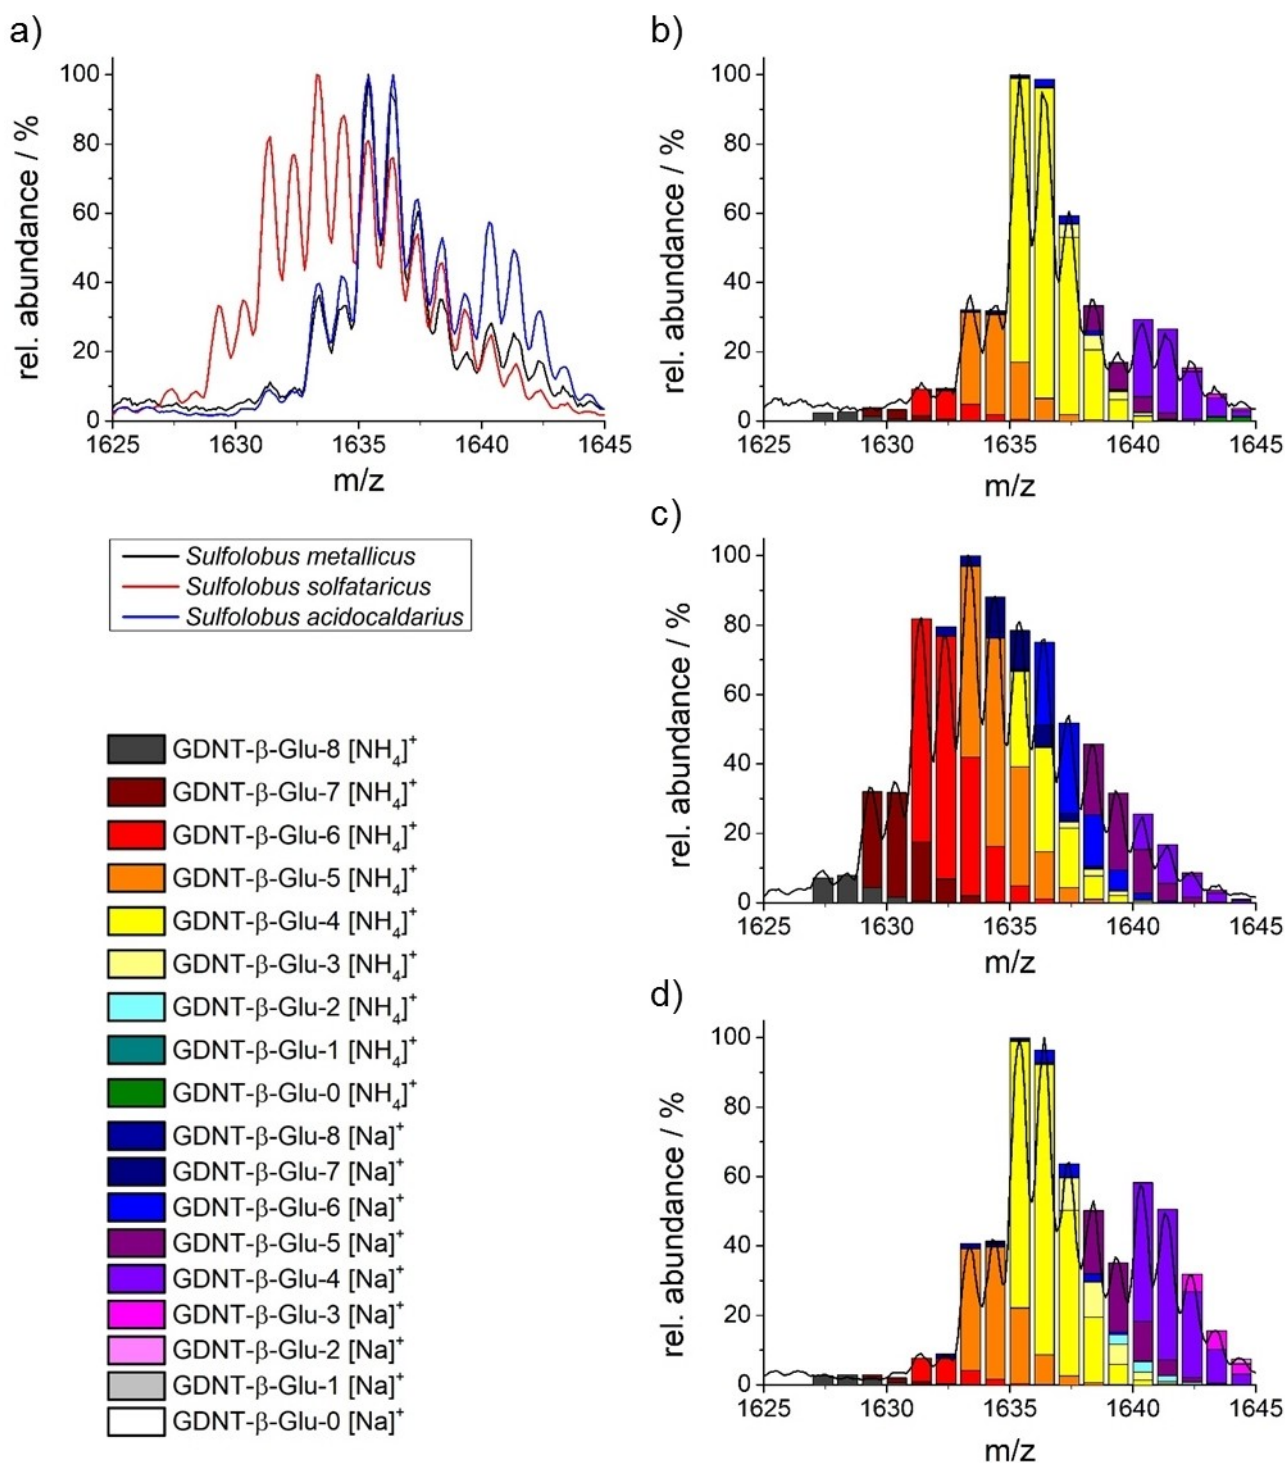 a)
rel. abundance / %
100
80
60
40
20
0
1625
1630
1635
1640
1645
m/z
Sulfolobus metallicus
Sulfolobus solfataricus
Sulfolobus acidocaldarius
GDNT-β-Glu-8 [NH₄]⁺
GDNT-β-Glu-7 [NH₄]⁺
GDNT-β-Glu-6 [NH₄]⁺
GDNT-β-Glu-5 [NH₄]⁺
GDNT-β-Glu-4 [NH₄]⁺
GDNT-β-Glu-3 [NH₄]⁺
GDNT-β-Glu-2 [NH₄]⁺
GDNT-β-Glu-1 [NH₄]⁺
GDNT-β-Glu-0 [NH₄]⁺
GDNT-β-Glu-8 [Na]⁺
GDNT-β-Glu-7 [Na]⁺
GDNT-β-Glu-6 [Na]⁺
GDNT-β-Glu-5 [Na]⁺
GDNT-β-Glu-4 [Na]⁺
GDNT-β-Glu-3 [Na]⁺
GDNT-β-Glu-2 [Na]⁺
GDNT-β-Glu-1 [Na]⁺
GDNT-β-Glu-0 [Na]⁺
b)
rel. abundance / %
100
80
60
40
20
0
1625
1630
1635
1640
1645
m/z
c)
rel. abundance / %
100
80
60
40
20
0
1625
1630
1635
1640
1645
m/z
d)
rel. abundance / %
100
80
60
40
20
0
1625
1630
1635
1640
1645
m/z